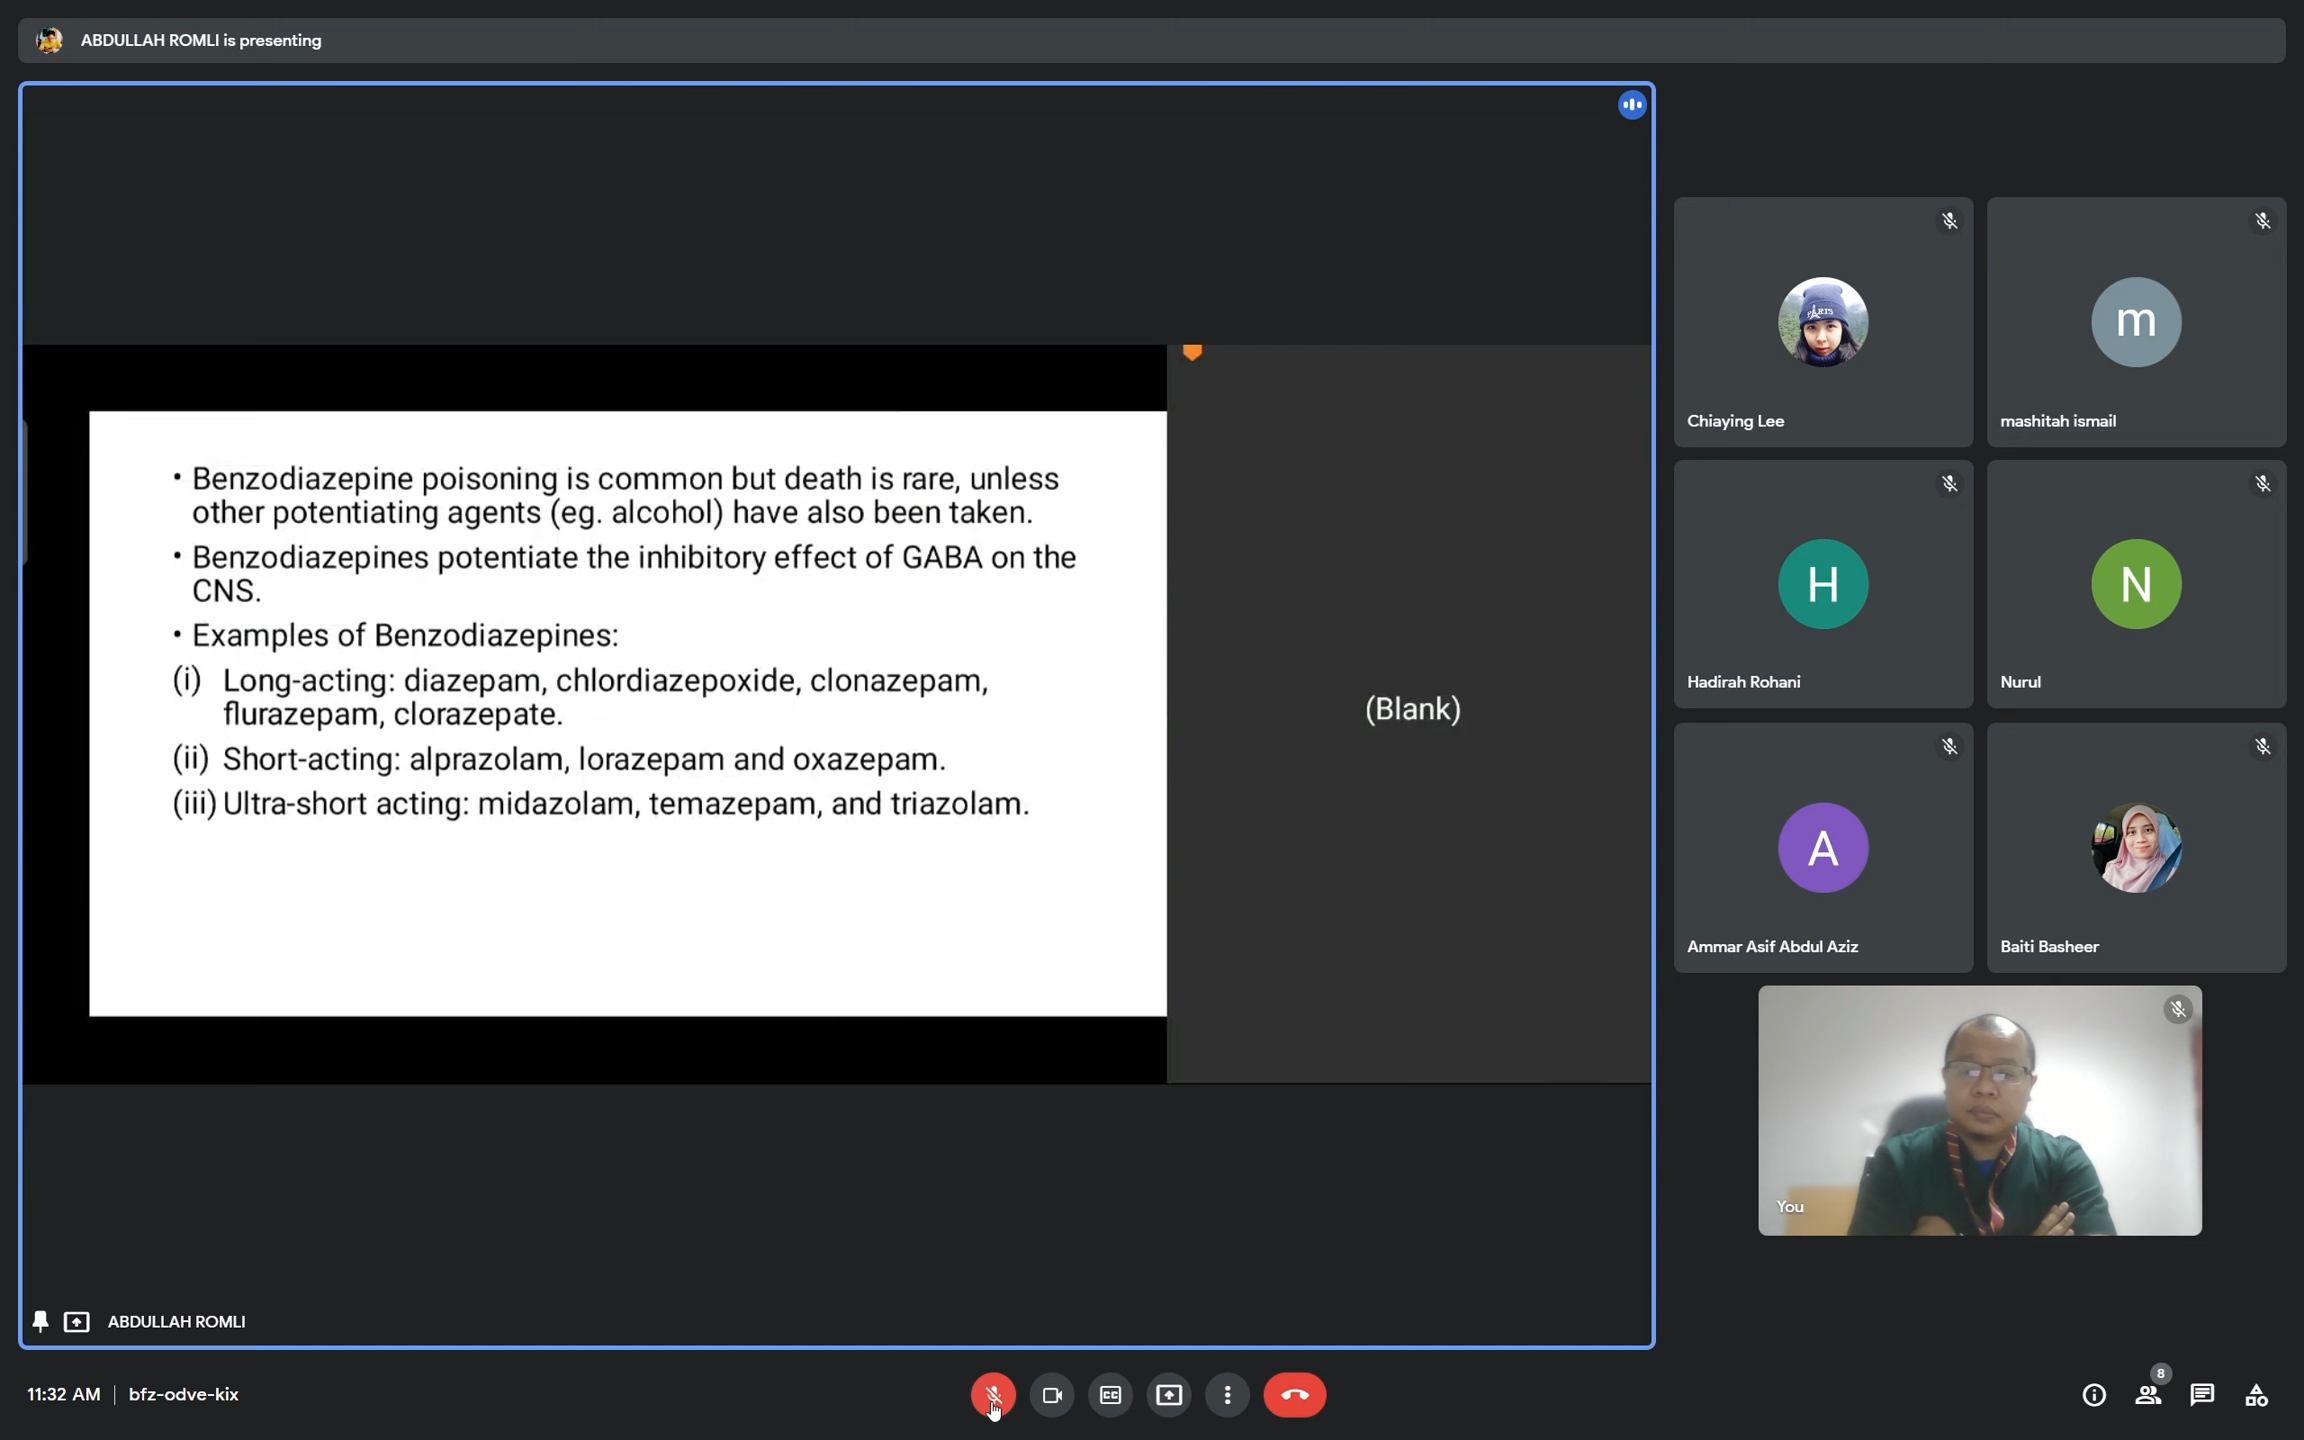 ABDULLAH ROMLI is presenting
• Benzodiazepine poisoning is common but death is rare, unless
other potentiating agents (eg. alcohol) have also been taken.
• Benzodiazepines potentiate the inhibitory effect of GABA on the
CNS.
• Examples of Benzodiazepines:
(i) Long-acting: diazepam, chlordiazepoxide, clonazepam,
flurazepam, clorazepate.
(ii) Short-acting: alprazolam, lorazepam and oxazepam.
(iii) Ultra-short acting: midazolam, temazepam, and triazolam.
(Blank)
ABDULLAH ROMLI
PARIS
Chiaying Lee
m
mashitah ismail
H
Hadirah Rohani
N
Nurul
A
Ammar Asif Abdul Aziz
Baiti Basheer
You
11:32 AM | bfz-odve-kix
CC
8